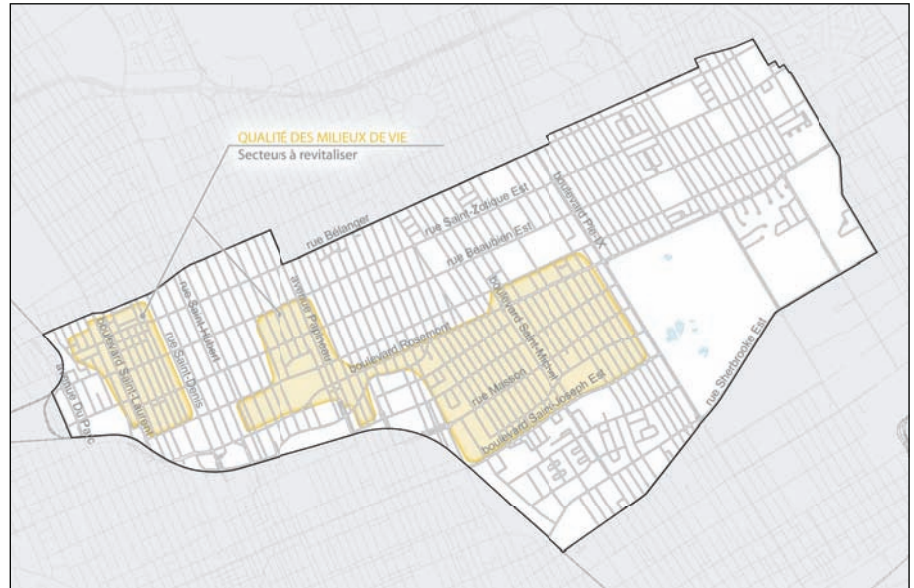 QUALITÉ DES MILIEUX DE VIE
Secteurs à revitaliser
rue Bélanger
rue Saint-Zotique Est
rue Beaubien Est
boulevard Pie-IX
avenue Papineau
rue Saint-Hubert
rue Saint-Denis
boulevard Saint-Laurent
avenue Du Parc
boulevard Rosemont
boulevard Saint-Michel
rue Masson
boulevard Saint-Joseph Est
rue Sherbrooke Est